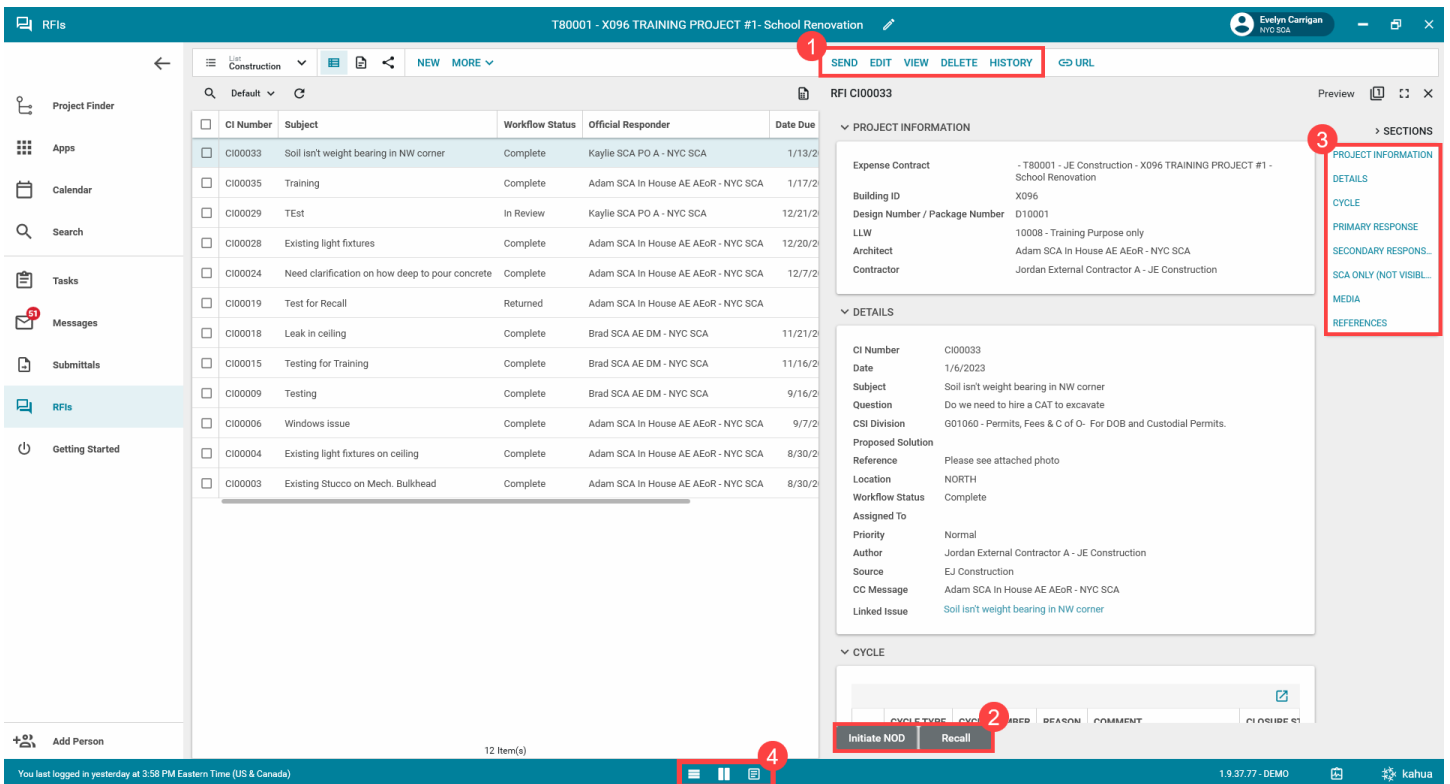 RFIs
T80001 - X096 TRAINING PROJECT #1- School Renovation
Evelyn Carrigan
NYC SCA
Project Finder
Apps
Calendar
Search
Tasks
51
Messages
Submittals
RFIs
Getting Started
Add Person
List
Construction
NEW MORE
Default
CI Number Subject Workflow Status Official Responder Date Due
CI00033 Soil isn't weight bearing in NW corner Complete Kaylie SCA PO A - NYC SCA 1/13/2
CI00035 Training Complete Adam SCA In House AE AEoR - NYC SCA 1/17/2
CI00029 TEst In Review Kaylie SCA PO A - NYC SCA 12/21/2
CI00028 Existing light fixtures Complete Adam SCA In House AE AEoR - NYC SCA 12/20/2
CI00024 Need clarification on how deep to pour concrete Complete Adam SCA In House AE AEoR - NYC SCA 12/7/2
CI00019 Test for Recall Returned Adam SCA In House AE AEoR - NYC SCA
CI00018 Leak in ceiling Complete Brad SCA AE DM - NYC SCA 11/21/2
CI00015 Testing for Training Complete Brad SCA AE DM - NYC SCA 11/16/2
CI00009 Testing Complete Brad SCA AE DM - NYC SCA 9/16/2
CI00006 Windows issue Complete Adam SCA In House AE AEoR - NYC SCA 9/7/2
CI00004 Existing light fixtures on ceiling Complete Adam SCA In House AE AEoR - NYC SCA 8/30/2
CI00003 Existing Stucco on Mech. Bulkhead Complete Adam SCA In House AE AEoR - NYC SCA 8/30/2
12 Item(s)
1
SEND EDIT VIEW DELETE HISTORY URL
RFI CI00033 Preview 1
PROJECT INFORMATION
Expense Contract - T80001 - JE Construction - X096 TRAINING PROJECT #1 -
School Renovation
Building ID X096
Design Number / Package Number D10001
LLW 10008 - Training Purpose only
Architect Adam SCA In House AE AEoR - NYC SCA
Contractor Jordan External Contractor A - JE Construction
DETAILS
CI Number CI00033
Date 1/6/2023
Subject Soil isn't weight bearing in NW corner
Question Do we need to hire a CAT to excavate
CSI Division G01060 - Permits, Fees & C of O- For DOB and Custodial Permits.
Proposed Solution
Reference Please see attached photo
Location NORTH
Workflow Status Complete
Assigned To
Priority Normal
Author Jordan External Contractor A - JE Construction
Source EJ Construction
CC Message Adam SCA In House AE AEoR - NYC SCA
Linked Issue Soil isn't weight bearing in NW corner
CYCLE
COMMENT
2
Initiate NOD Recall
SECTIONS
3
PROJECT INFORMATION
DETAILS
CYCLE
PRIMARY RESPONSE
SECONDARY RESPONS...
SCA ONLY (NOT VISIBL...
MEDIA
REFERENCES
4
You last logged in yesterday at 3:58 PM Eastern Time (US & Canada)
1.9.37.77 - DEMO
kahua